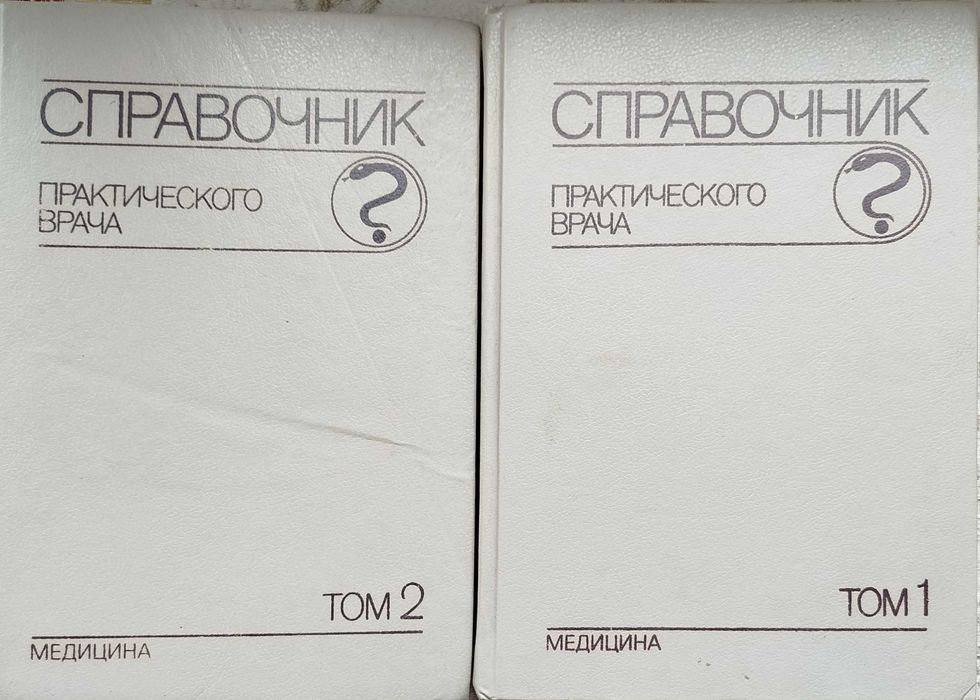 СПРАВОЧНИК
ПРАКТИЧЕСКОГО
ВРАЧА
ТОМ 2
МЕДИЦИНА
СПРАВОЧНИК
ПРАКТИЧЕСКОГО
ВРАЧА
ТОМ 1
МЕДИЦИНА